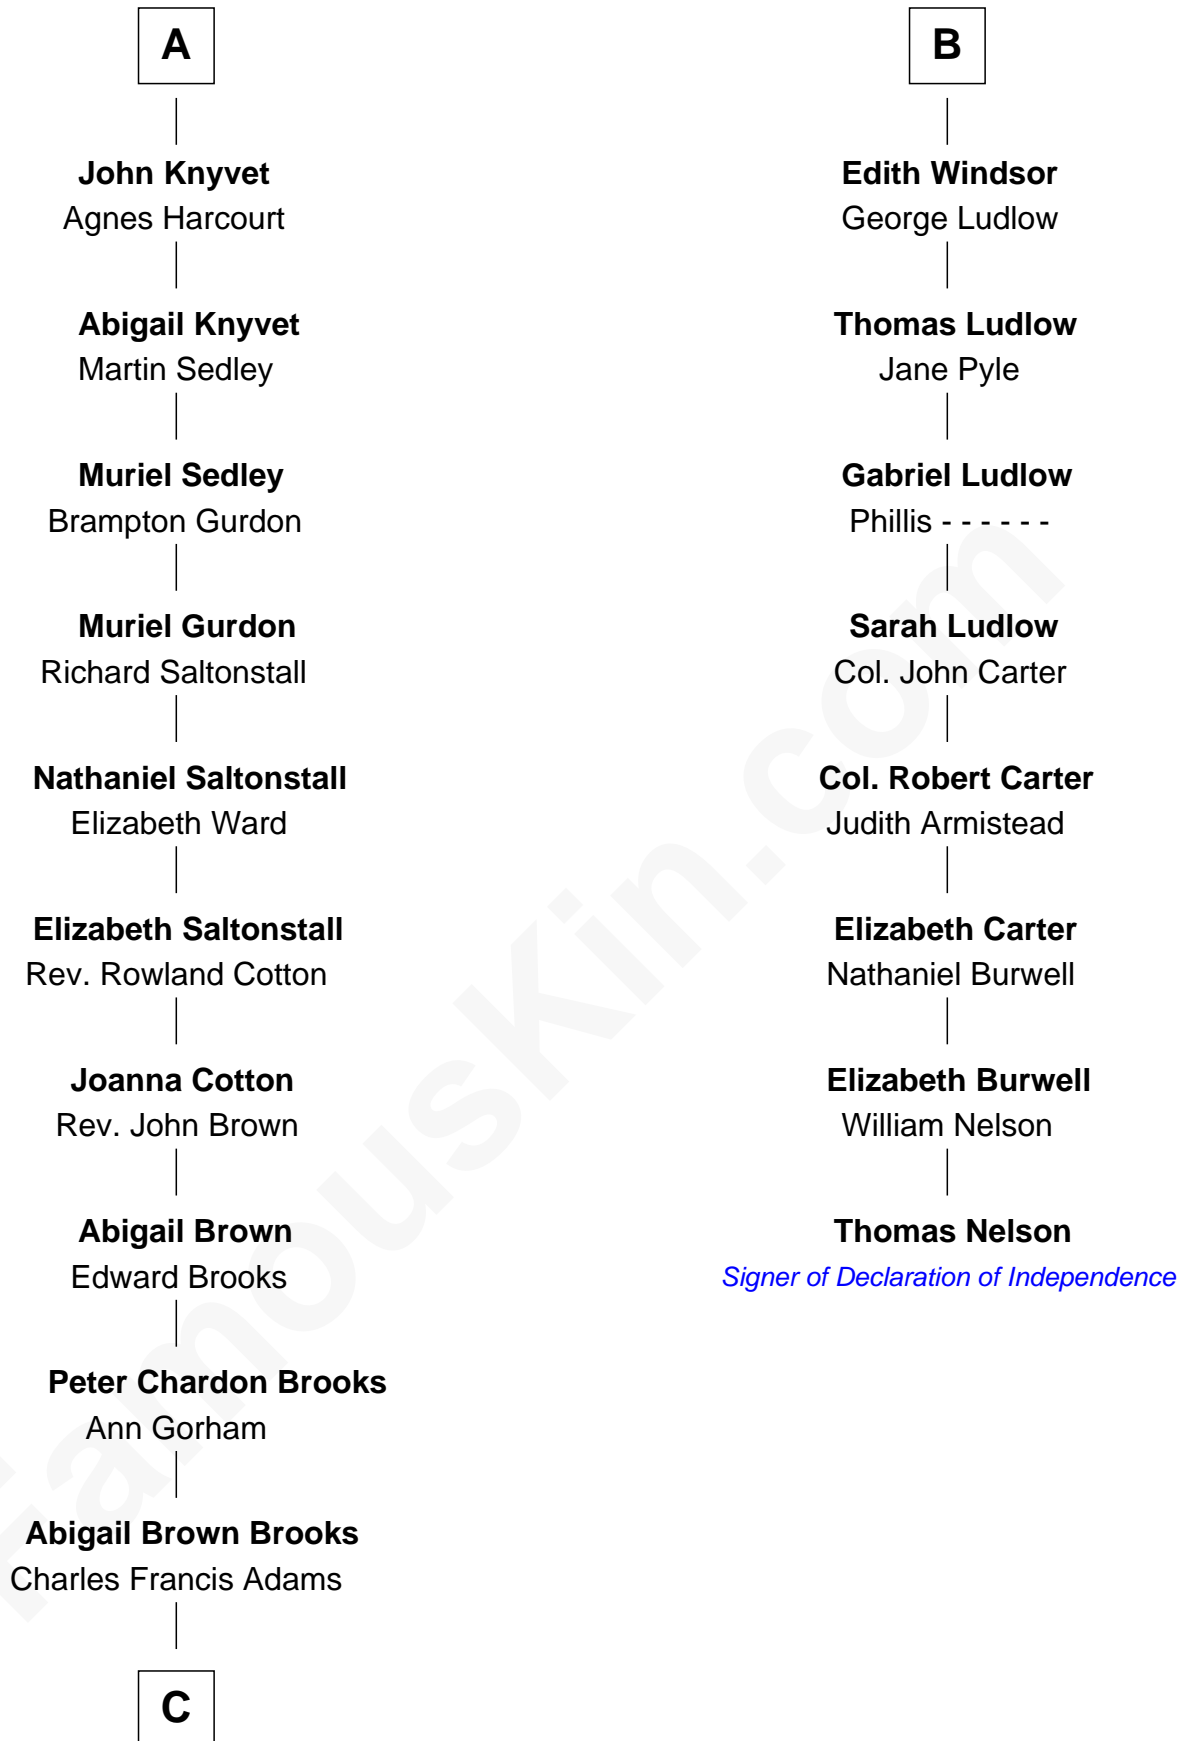 A
John Knyvet
Agnes Harcourt
Abigail Knyvet
Martin Sedley
Muriel Sedley
Brampton Gurdon
Muriel Gurdon
Richard Saltonstall
Nathaniel Saltonstall
Elizabeth Ward
Elizabeth Saltonstall
Rev. Rowland Cotton
Joanna Cotton
Rev. John Brown
Abigail Brown
Edward Brooks
Peter Chardon Brooks
Ann Gorham
Abigail Brown Brooks
Charles Francis Adams
C
B
Edith Windsor
George Ludlow
Thomas Ludlow
Jane Pyle
Gabriel Ludlow
Phillis - - - - - -
Sarah Ludlow
Col. John Carter
Col. Robert Carter
Judith Armistead
Elizabeth Carter
Nathaniel Burwell
Elizabeth Burwell
William Nelson
Thomas Nelson
Signer of Declaration of Independence
FamousKin.com